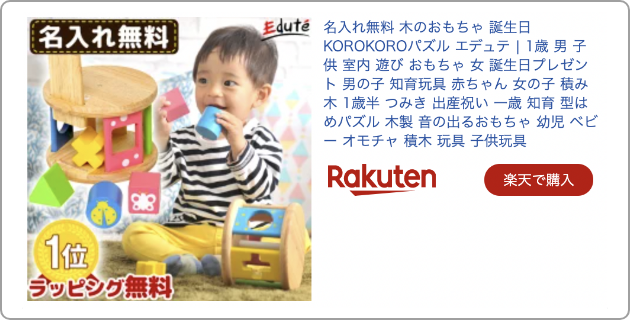 名入れ無料
Eduté
1位
ラッピング無料
名入れ無料 木のおもちゃ 誕生日
KOROKOROパズル エデュテ | 1歳 男 子
供 室内 遊び おもちゃ 女 誕生日プレゼン
ト 男の子 知育玩具 赤ちゃん 女の子 積み
木 1歳半 つみき 出産祝い 一歳 知育 型は
めパズル 木製 音の出るおもちゃ 幼児 ベビ
ー オモチャ 積木 玩具 子供玩具
Rakuten
楽天で購入